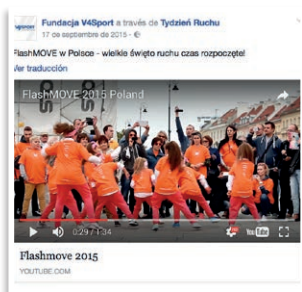 Fundacja V4Sport a través de Tydzień Ruchu
17 de septiembre de 2015
FlashMOVE w Polsce - wielkie święto ruchu czas rozpocząć!
Ver traducción
FlashMOVE 2015 Poland
0:29 / 1:34
YouTube
Flashmove 2015
YOUTUBE.COM